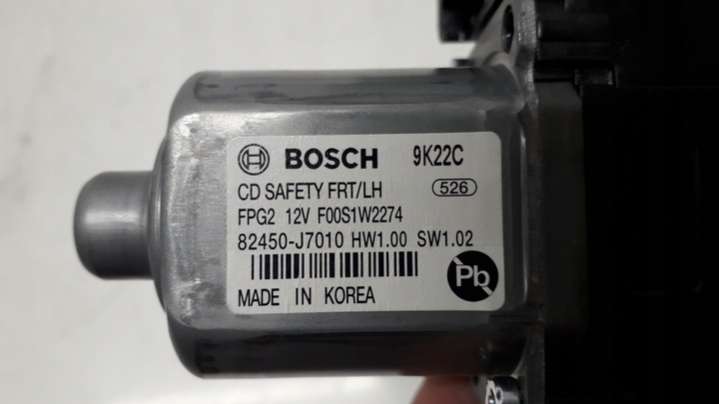 BOSCH 9K22C
CD SAFETY FRT/LH 526
FPG2 12V F00S1W2274
82450-J7010 HW1.00 SW1.02
Pb
MADE IN KOREA